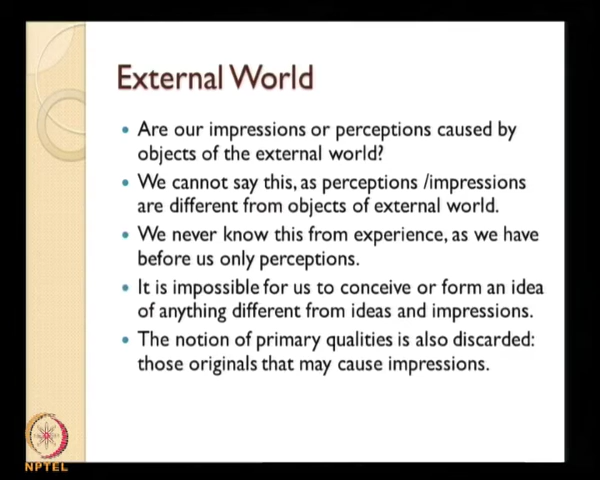 External World
• Are our impressions or perceptions caused by
objects of the external world?
• We cannot say this, as perceptions /impressions
are different from objects of external world.
• We never know this from experience, as we have
before us only perceptions.
• It is impossible for us to conceive or form an idea
of anything different from ideas and impressions.
• The notion of primary qualities is also discarded:
those originals that may cause impressions.
NPTEL